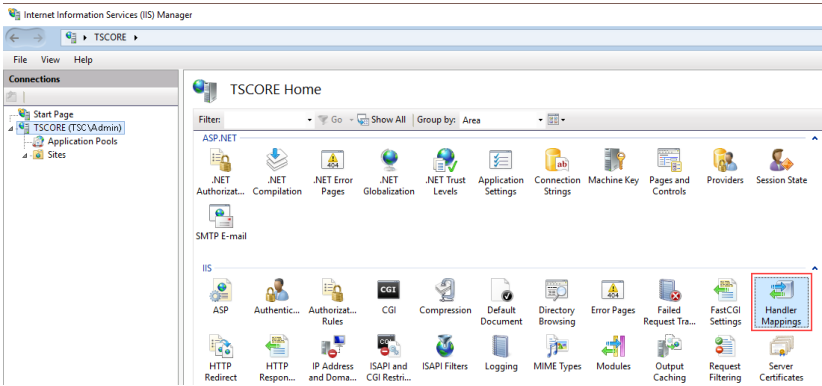 Internet Information Services (IIS) Manager
TSCORE
File View Help
Connections
Start Page
TSCORE (TSC\Admin)
Application Pools
Sites
TSCORE Home
Filter: Go Show All Group by: Area
ASP.NET
.NET .NET .NET Error .NET .NET Trust Application Connection Machine Key Pages and Providers Session State
Authorizat... Compilation Pages Globalization Levels Settings Strings Controls
SMTP E-mail
IIS
ASP Authentic... Authorizat... CGI Compression Default Directory Error Pages Failed FastCGI Handler
Rules Document Browsing Request Tra... Settings Mappings
HTTP HTTP IP Address ISAPI and ISAPI Filters Logging MIME Types Modules Output Request Server
Redirect Respon... and Doma... CGI Restri... Caching Filtering Certificates